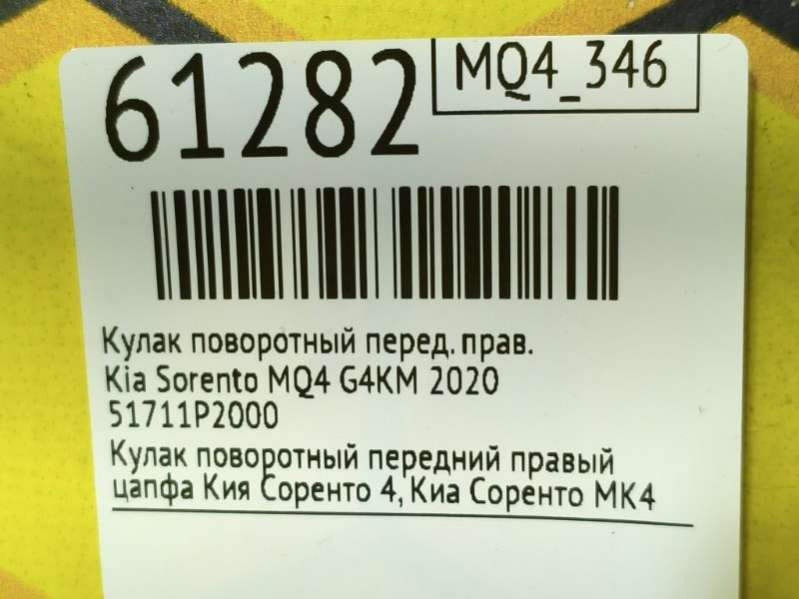 61282
MQ4_346
Кулак поворотный перед. прав.
Kia Sorento MQ4 G4KM 2020
51711P2000
Кулак поворотный передний правый
цапфа Кия Соренто 4, Киа Соренто МК4